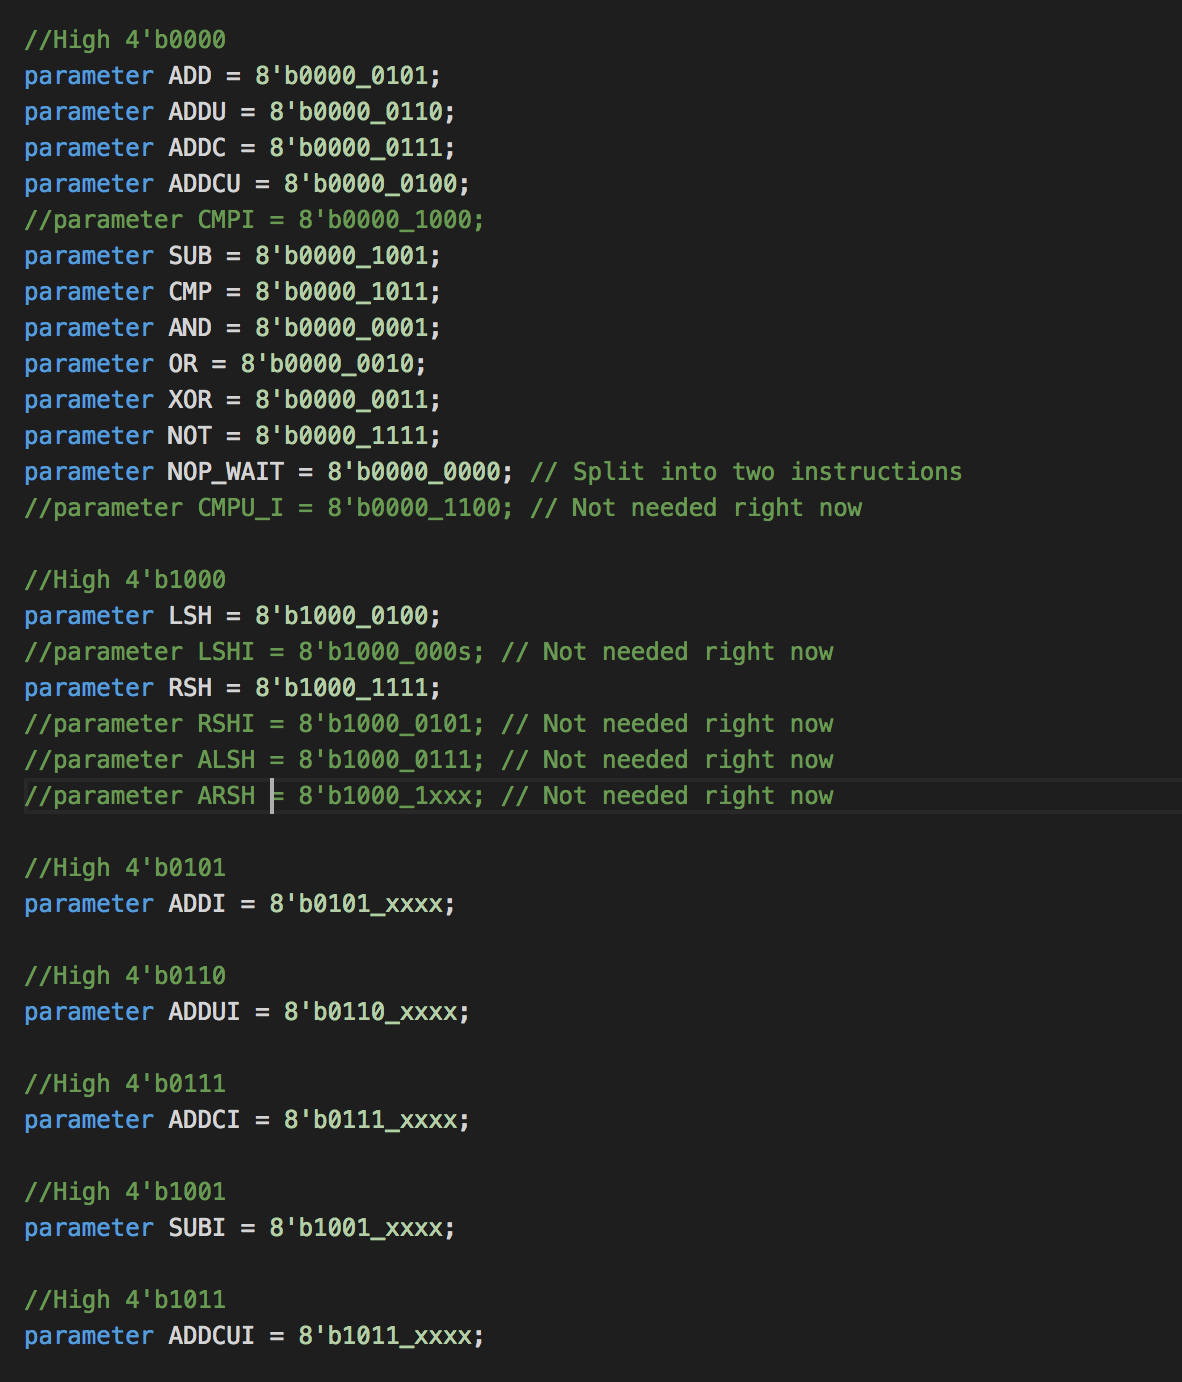 //High 4'b0000
parameter ADD = 8'b0000_0101;
parameter ADDU = 8'b0000_0110;
parameter ADDC = 8'b0000_0111;
parameter ADDCU = 8'b0000_0100;
//parameter CMPI = 8'b0000_1000;
parameter SUB = 8'b0000_1001;
parameter CMP = 8'b0000_1011;
parameter AND = 8'b0000_0001;
parameter OR = 8'b0000_0010;
parameter XOR = 8'b0000_0011;
parameter NOT = 8'b0000_1111;
parameter NOP_WAIT = 8'b0000_0000; // Split into two instructions
//parameter CMPU_I = 8'b0000_1100; // Not needed right now
//High 4'b1000
parameter LSH = 8'b1000_0100;
//parameter LSHI = 8'b1000_000s; // Not needed right now
parameter RSH = 8'b1000_1111;
//parameter RSHI = 8'b1000_0101; // Not needed right now
//parameter ALSH = 8'b1000_0111; // Not needed right now
//parameter ARSH = 8'b1000_1xxx; // Not needed right now
//High 4'b0101
parameter ADDI = 8'b0101_xxxx;
//High 4'b0110
parameter ADDUI = 8'b0110_xxxx;
//High 4'b0111
parameter ADDCI = 8'b0111_xxxx;
//High 4'b1001
parameter SUBI = 8'b1001_xxxx;
//High 4'b1011
parameter ADDCUI = 8'b1011_xxxx;